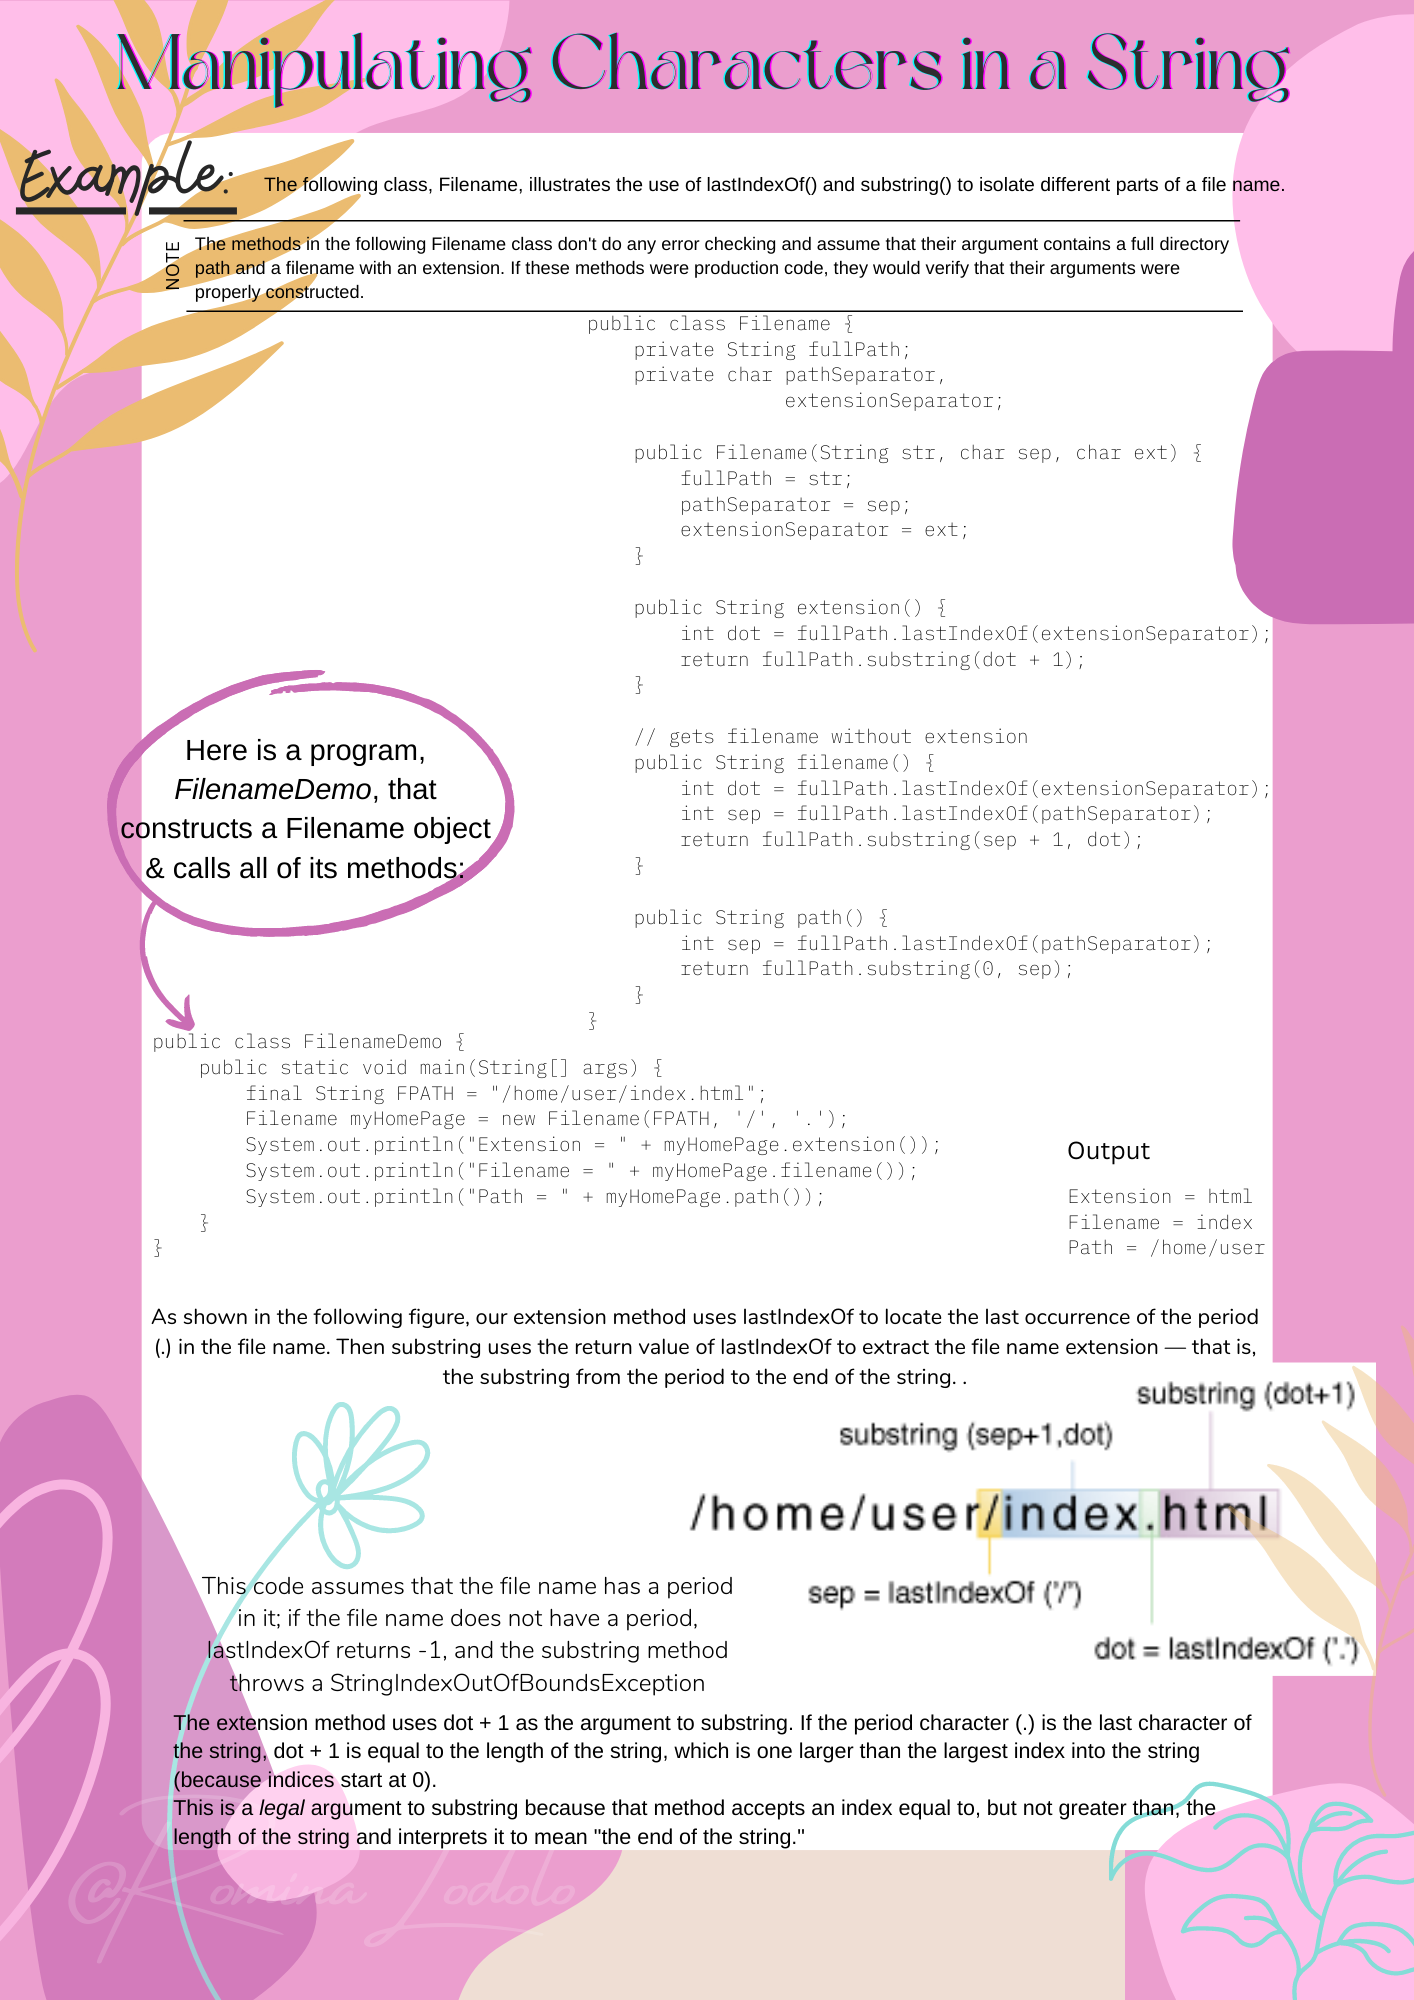 Manipulating Characters in a String
Example:
The following class, Filename, illustrates the use of lastIndexOf() and substring() to isolate different parts of a file name.
NOTE
The methods in the following Filename class don't do any error checking and assume that their argument contains a full directory
path and a filename with an extension. If these methods were production code, they would verify that their arguments were
properly constructed.
public class Filename {
    private String fullPath;
    private char pathSeparator,
                 extensionSeparator;

    public Filename(String str, char sep, char ext) {
        fullPath = str;
        pathSeparator = sep;
        extensionSeparator = ext;
    }

    public String extension() {
        int dot = fullPath.lastIndexOf(extensionSeparator);
        return fullPath.substring(dot + 1);
    }

    // gets filename without extension
    public String filename() {
        int dot = fullPath.lastIndexOf(extensionSeparator);
        int sep = fullPath.lastIndexOf(pathSeparator);
        return fullPath.substring(sep + 1, dot);
    }

    public String path() {
        int sep = fullPath.lastIndexOf(pathSeparator);
        return fullPath.substring(0, sep);
    }
}
Here is a program,
FilenameDemo, that
constructs a Filename object
& calls all of its methods:
public class FilenameDemo {
    public static void main(String[] args) {
        final String FPATH = "/home/user/index.html";
        Filename myHomePage = new Filename(FPATH, '/', '.');
        System.out.println("Extension = " + myHomePage.extension());
        System.out.println("Filename = " + myHomePage.filename());
        System.out.println("Path = " + myHomePage.path());
    }
}
Output
Extension = html
Filename = index
Path = /home/user
As shown in the following figure, our extension method uses lastIndexOf to locate the last occurrence of the period
(.) in the file name. Then substring uses the return value of lastIndexOf to extract the file name extension — that is,
the substring from the period to the end of the string. .
substring (dot+1)
substring (sep+1,dot)
/home/user/index.html
sep = lastIndexOf ('/')
dot = lastIndexOf ('.')
This code assumes that the file name has a period
in it; if the file name does not have a period,
lastIndexOf returns -1, and the substring method
throws a StringIndexOutOfBoundsException
The extension method uses dot + 1 as the argument to substring. If the period character (.) is the last character of
the string, dot + 1 is equal to the length of the string, which is one larger than the largest index into the string
(because indices start at 0).
This is a legal argument to substring because that method accepts an index equal to, but not greater than, the
length of the string and interprets it to mean "the end of the string."
@Romina Lodolo